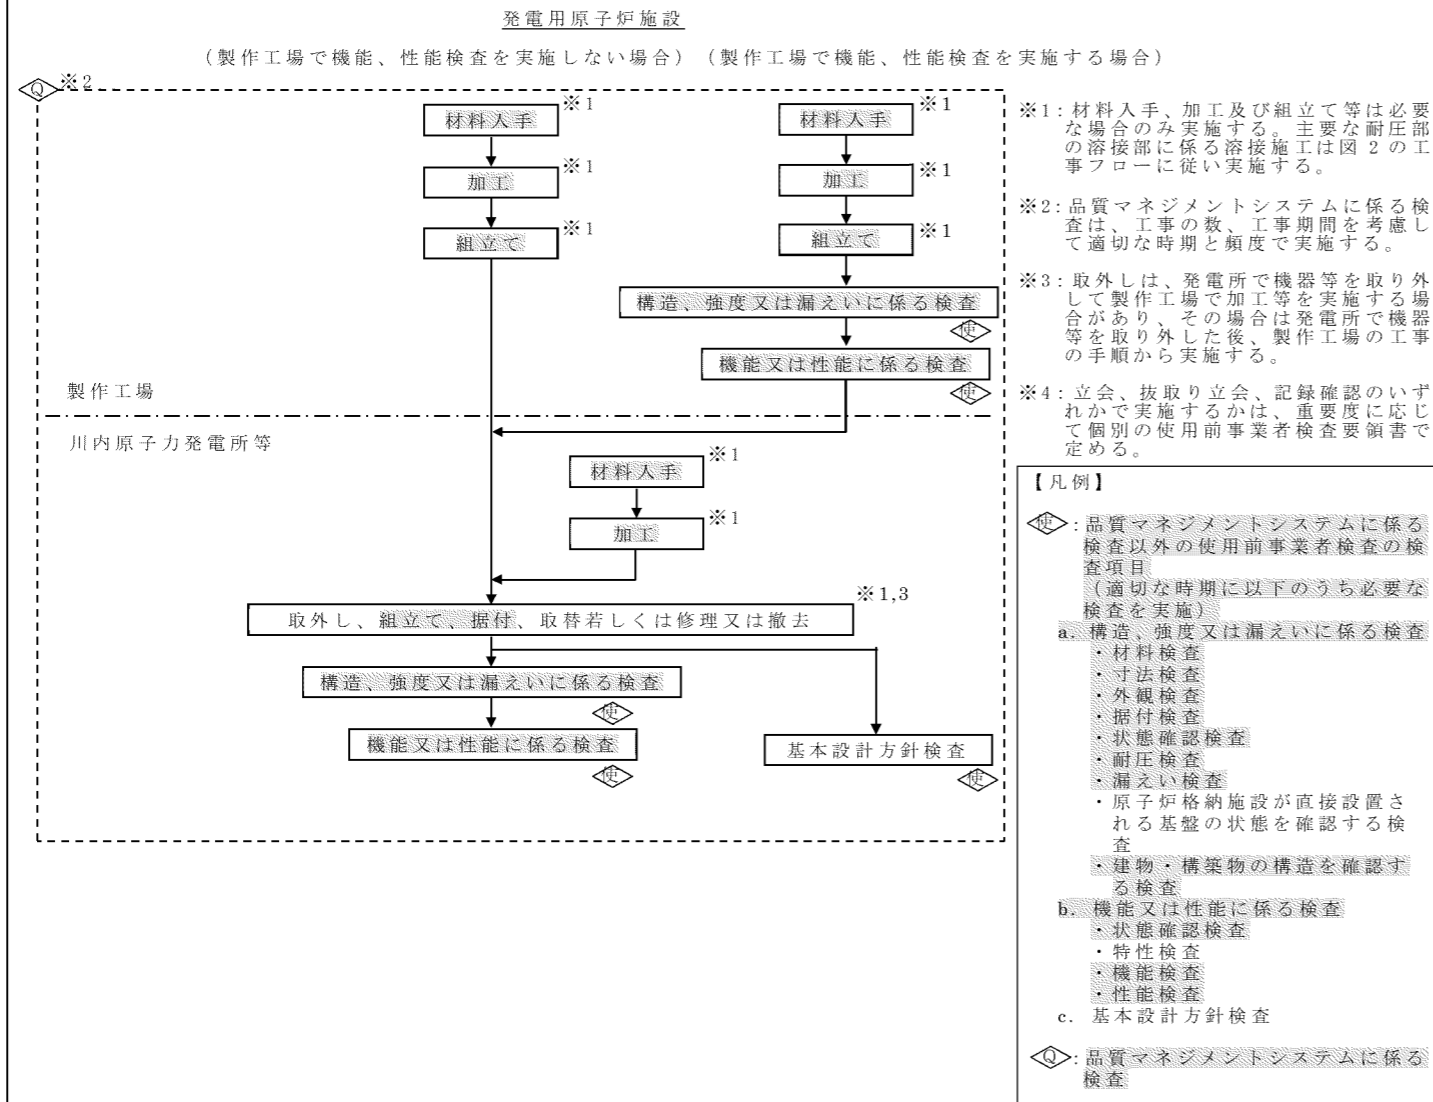 発電用原子炉施設
（製作工場で機能、性能検査を実施しない場合）（製作工場で機能、性能検査を実施する場合）
Q ※2
材料入手 ※1
加工 ※1
組立て ※1
材料入手 ※1
加工 ※1
組立て ※1
構造、強度又は漏えいに係る検査
使
機能又は性能に係る検査
使
製作工場
川内原子力発電所等
材料入手 ※1
加工 ※1
※1,3
取外し、組立て、据付、取替若しくは修理又は撤去
構造、強度又は漏えいに係る検査
使
機能又は性能に係る検査
使
基本設計方針検査
使
※1：材料入手、加工及び組立て等は必要
な場合のみ実施する。主要な耐圧部
の溶接部に係る溶接施工は図2の工
事フローに従い実施する。
※2：品質マネジメントシステムに係る検
査は、工事の数、工事期間を考慮し
て適切な時期と頻度で実施する。
※3：取外しは、発電所で機器等を取り外
して製作工場で加工等を実施する場
合があり、その場合は発電所で機器
等を取り外した後、製作工場の工事
の手順から実施する。
※4：立会、抜取り立会、記録確認のいず
れかで実施するかは、重要度に応じ
て個別の使用前事業者検査要領書で
定める。
【凡例】
使：品質マネジメントシステムに係る
検査以外の使用前事業者検査の検
査項目
（適切な時期に以下のうち必要な
検査を実施）
a. 構造、強度又は漏えいに係る検査
・材料検査
・寸法検査
・外観検査
・据付検査
・状態確認検査
・耐圧検査
・漏えい検査
・原子炉格納施設が直接設置さ
れる基盤の状態を確認する検
査
・建物・構築物の構造を確認す
る検査
b. 機能又は性能に係る検査
・状態確認検査
・特性検査
・機能検査
・性能検査
c. 基本設計方針検査
Q：品質マネジメントシステムに係る
検査